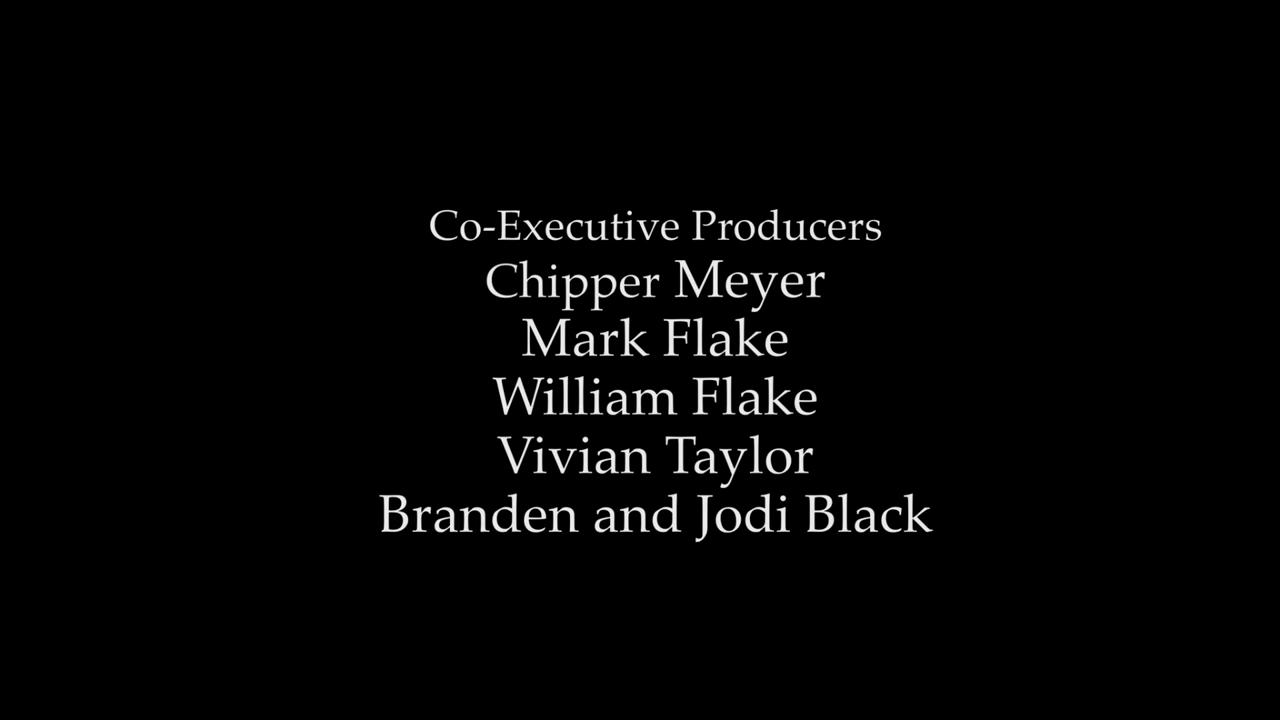 Co-Executive Producers
Chipper Meyer
Mark Flake
William Flake
Vivian Taylor
Branden and Jodi Black